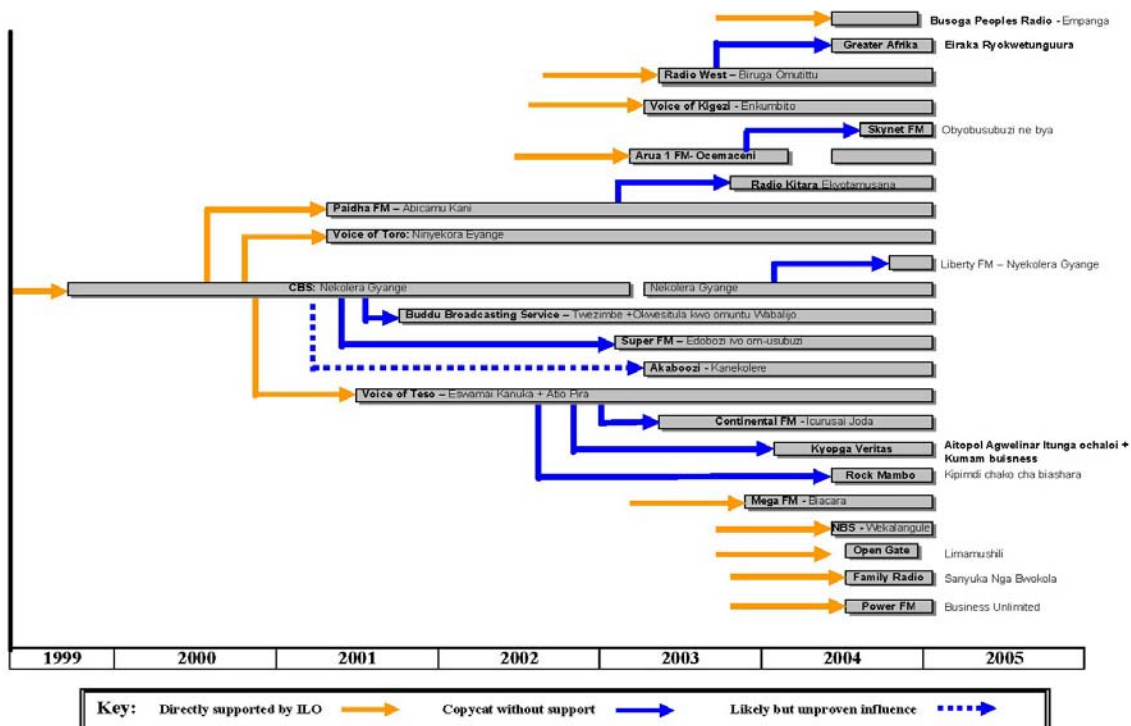 Busoga Peoples Radio - Empanga
Greater Afrika Eiraka Ryokwetunguura
Radio West – Biruga Omutittu
Voice of Kigezi - Enkumbito
Skynet FM Obyobusubuzi ne bya
Arua 1 FM- Ocemaceni
Radio Kitara Ekyotamusana
Paidha FM – Abicamu Kani
Voice of Toro: Ninyekora Eyange
Liberty FM – Nyekolera Gyange
CBS: Nekolera Gyange Nekolera Gyange
Buddu Broadcasting Service – Twezimbe +Okwesitula kwo omuntu Wabalijo
Super FM – Edobozi ivo om-usubuzi
Akaboozi - Kanekolere
Voice of Teso – Eswamai Kanuka + Atio Pira
Continental FM - Icurusai Joda
Kyopga Veritas Aitopol Agwelinar Itunga ochaloi +
Kumam buisness
Rock Mambo Kipimdi chako cha biashara
Mega FM - Biacara
NBS - Wekalangule
Open Gate Limamushili
Family Radio Sanyuka Nga Bwokola
Power FM Business Unlimited
1999 2000 2001 2002 2003 2004 2005
Key: Directly supported by ILO Copycat without support Likely but unproven influence